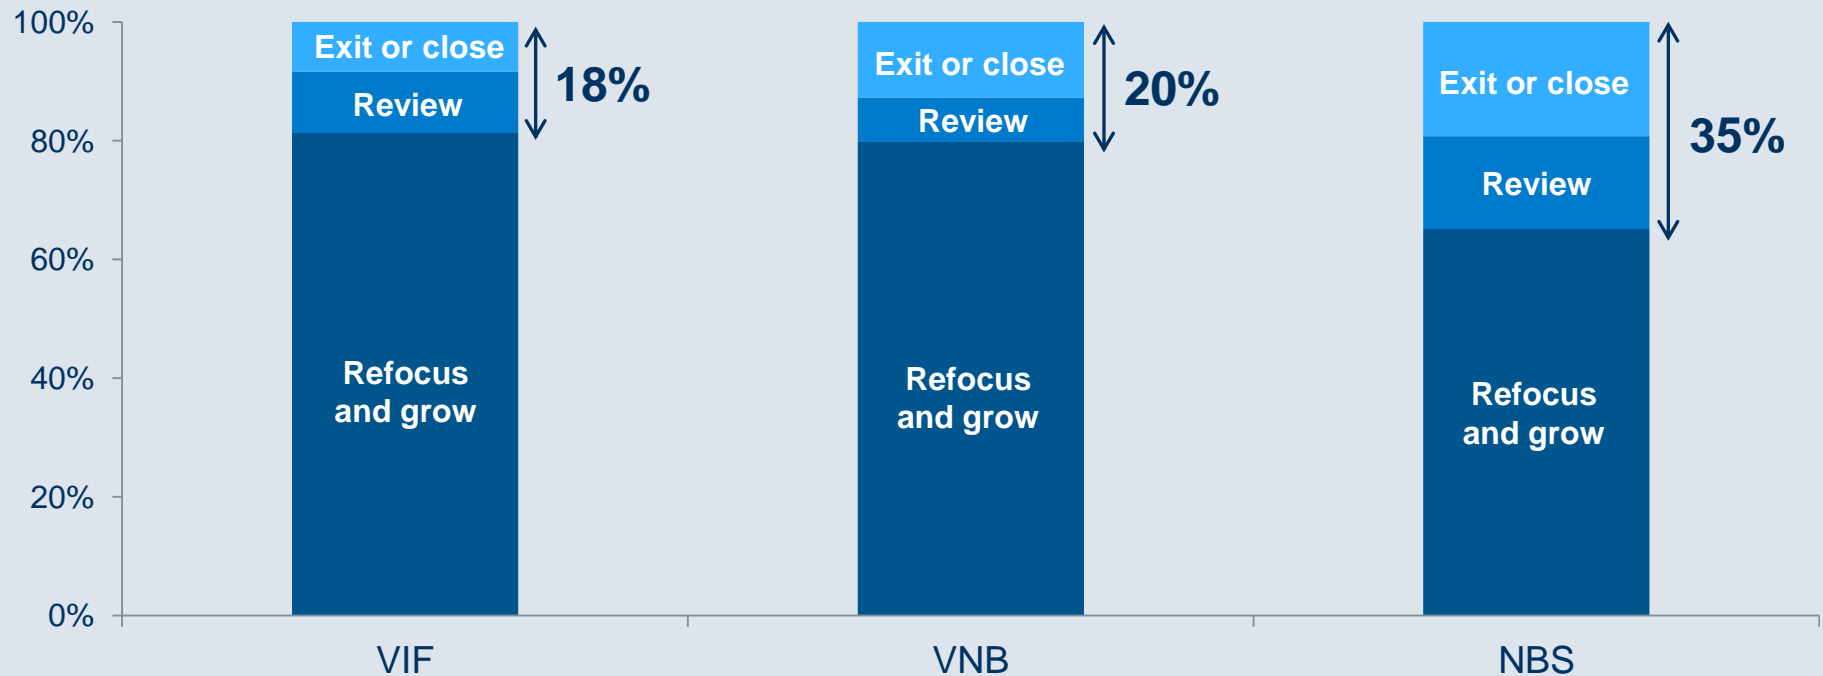 100%
80%
60%
40%
20%
0%
Exit or close
Review
18%
Refocus
and grow
VIF
Exit or close
Review
20%
Refocus
and grow
VNB
Exit or close
Review
35%
Refocus
and grow
NBS